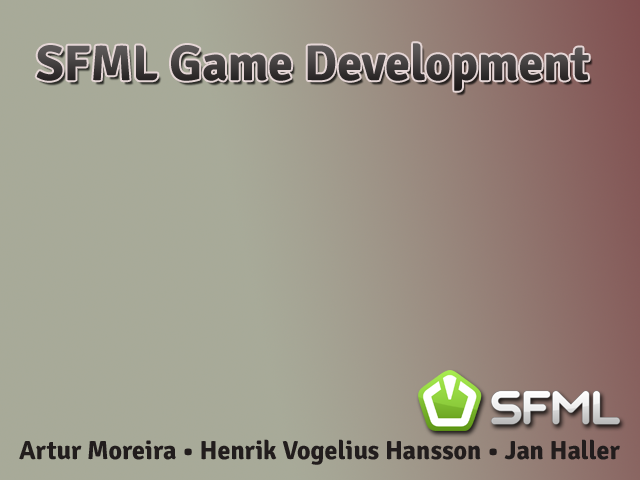 SFML Game Development
SFML
Artur Moreira • Henrik Vogelius Hansson • Jan Haller